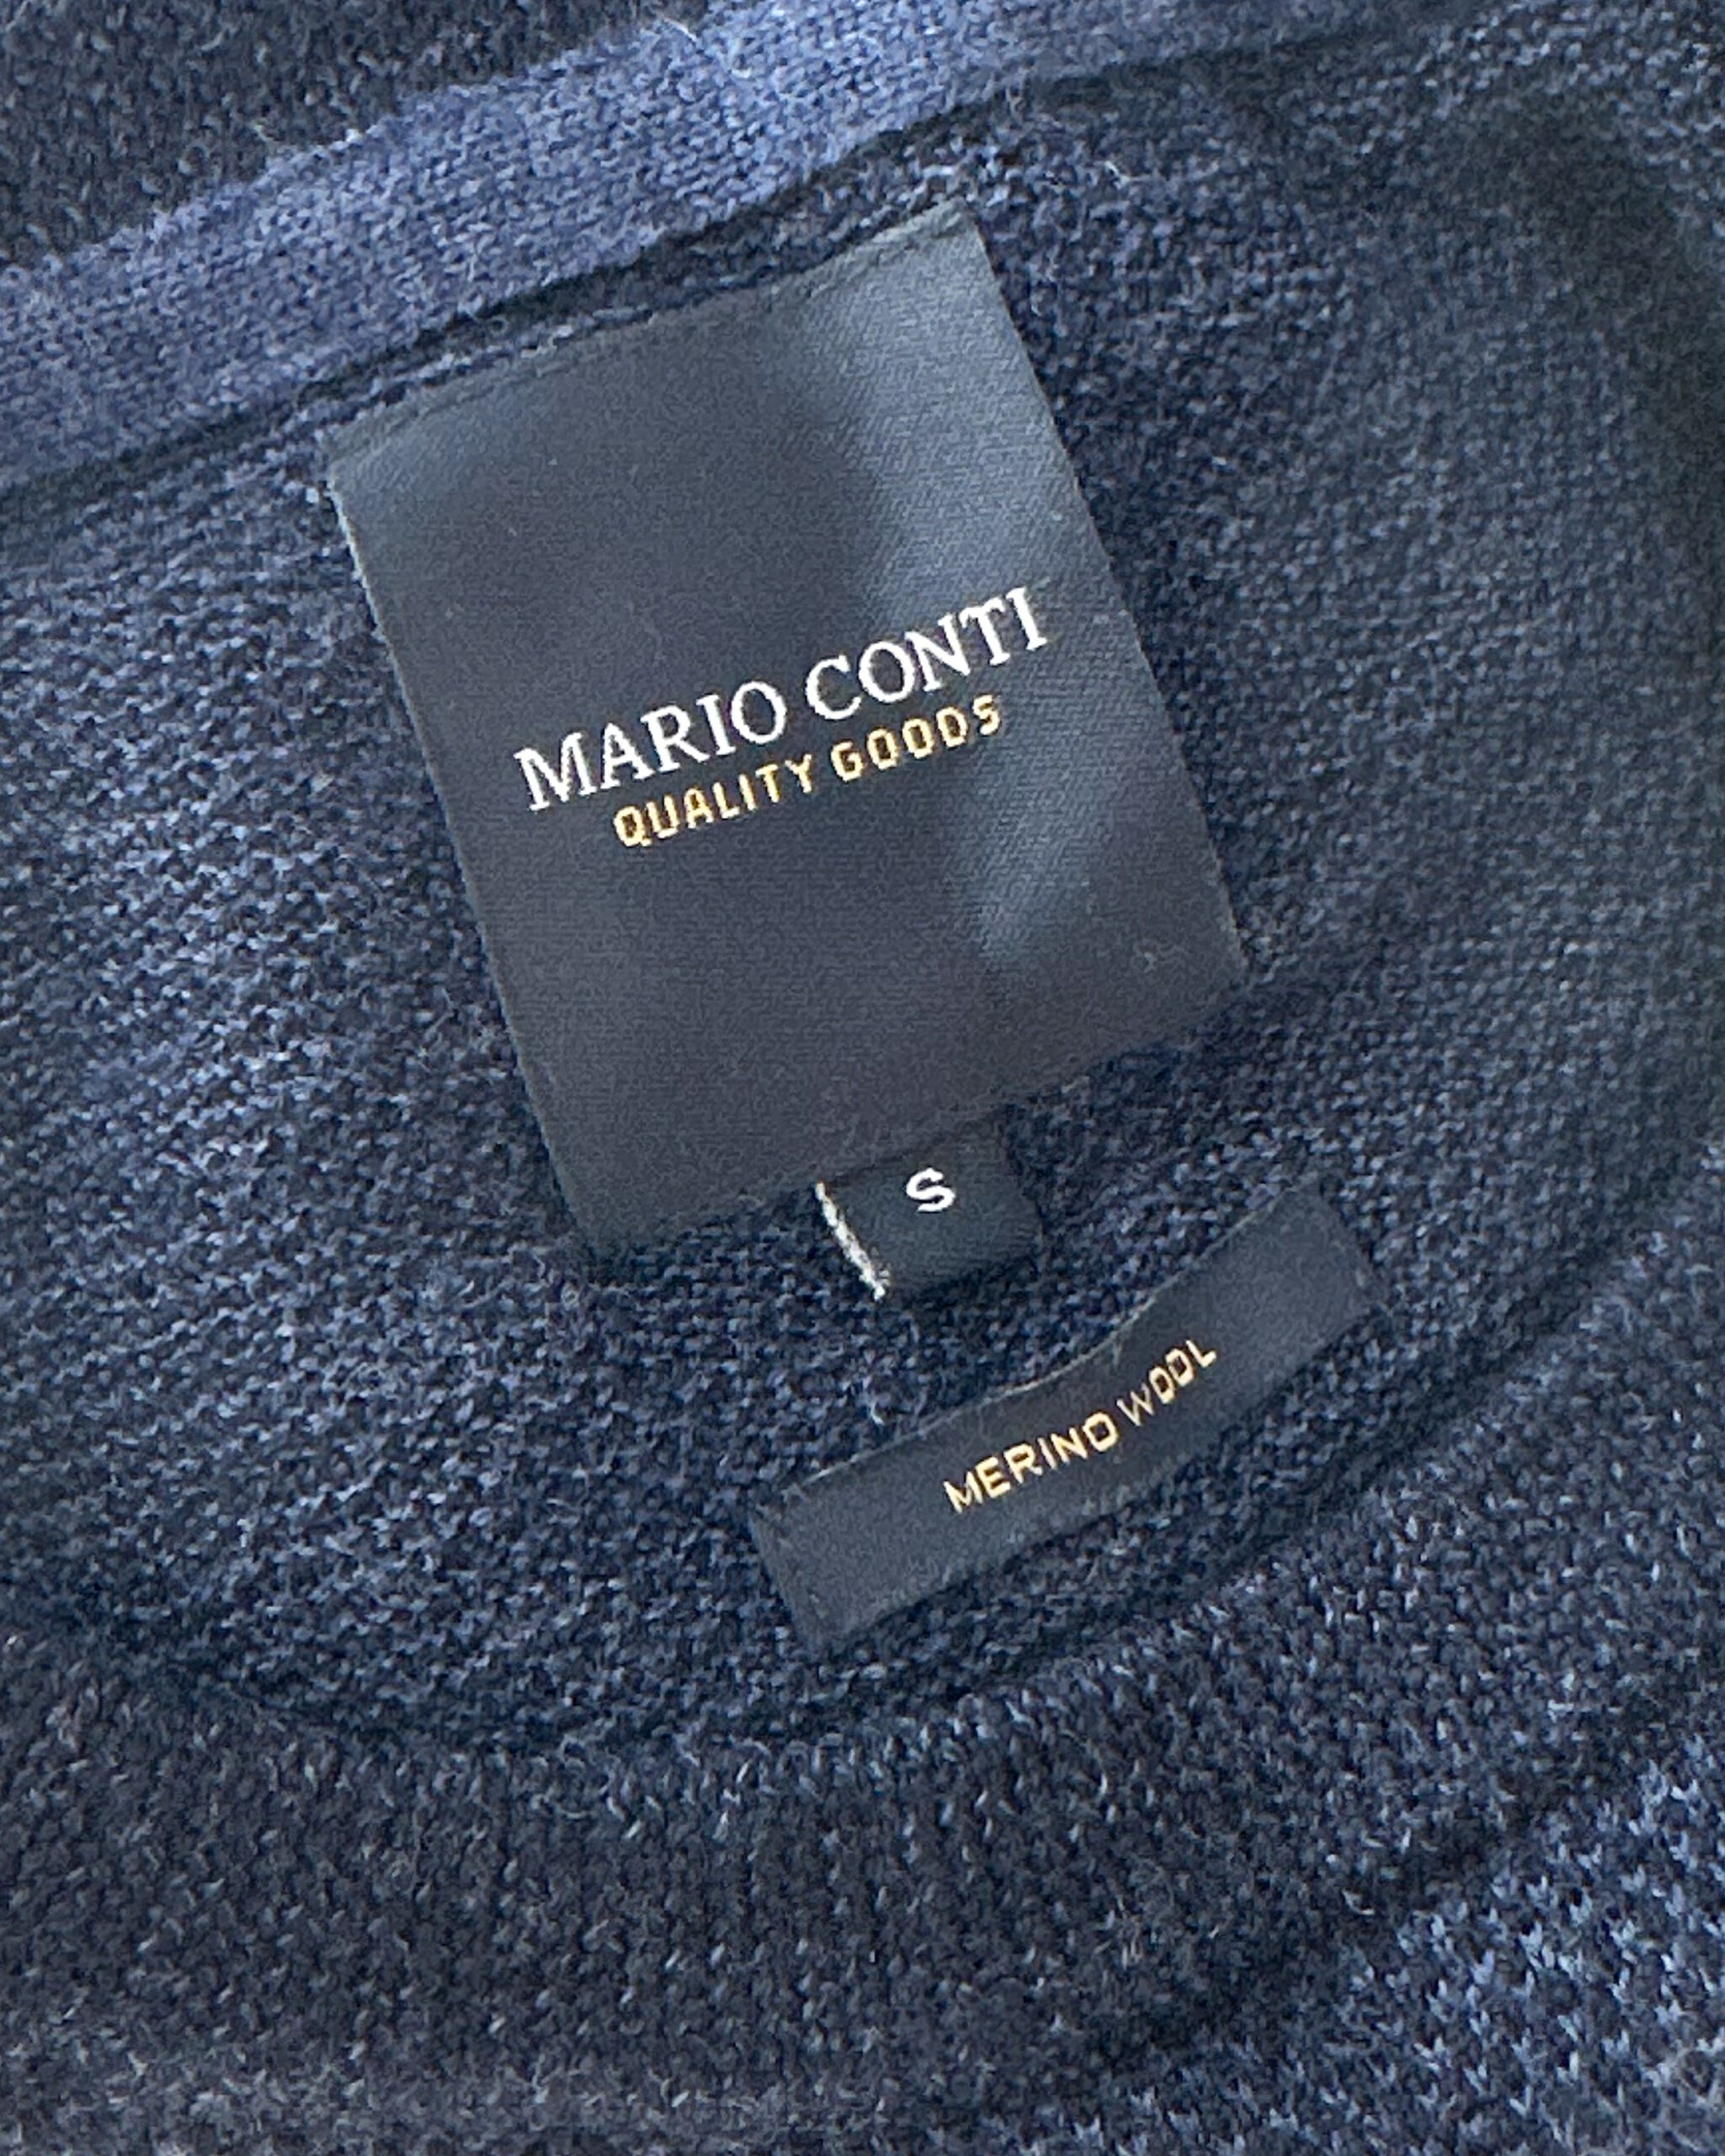 MARIO CONTI
QUALITY GOODS
S
MERINO WOOL